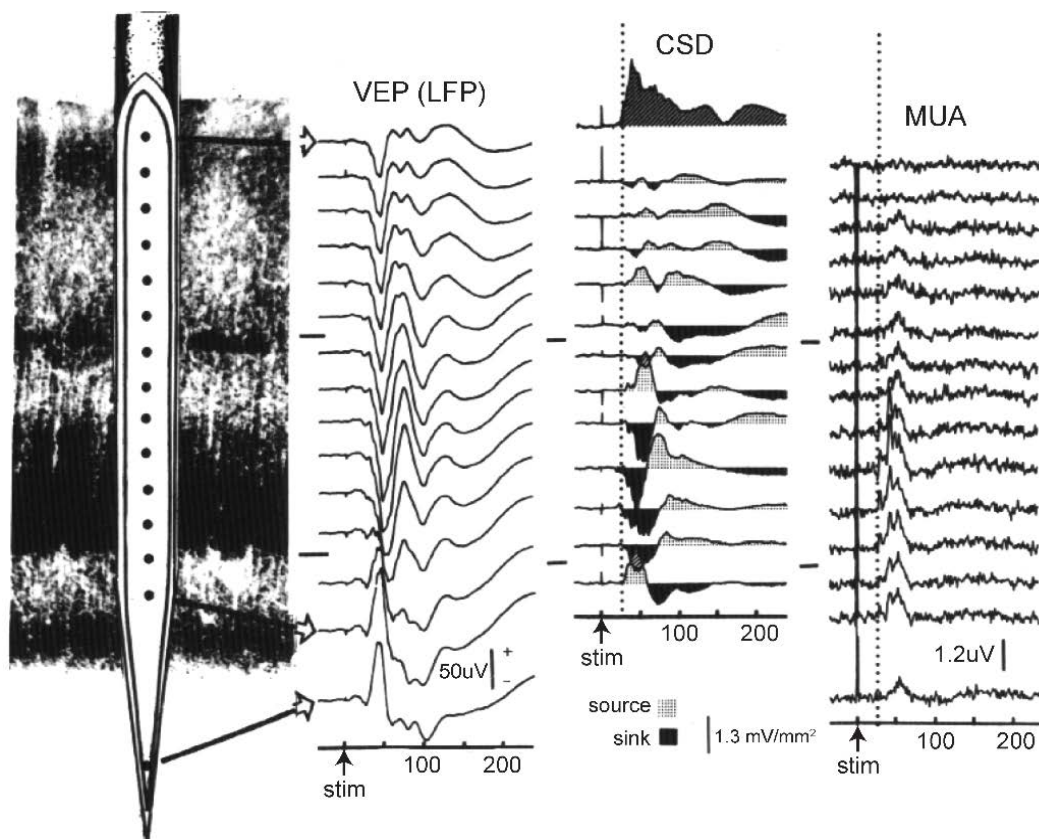 VEP (LFP)
50uV
+
-
100
200
stim
CSD
100
200
stim
source
sink
1.3 mV/mm²
MUA
1.2uV
100
200
stim